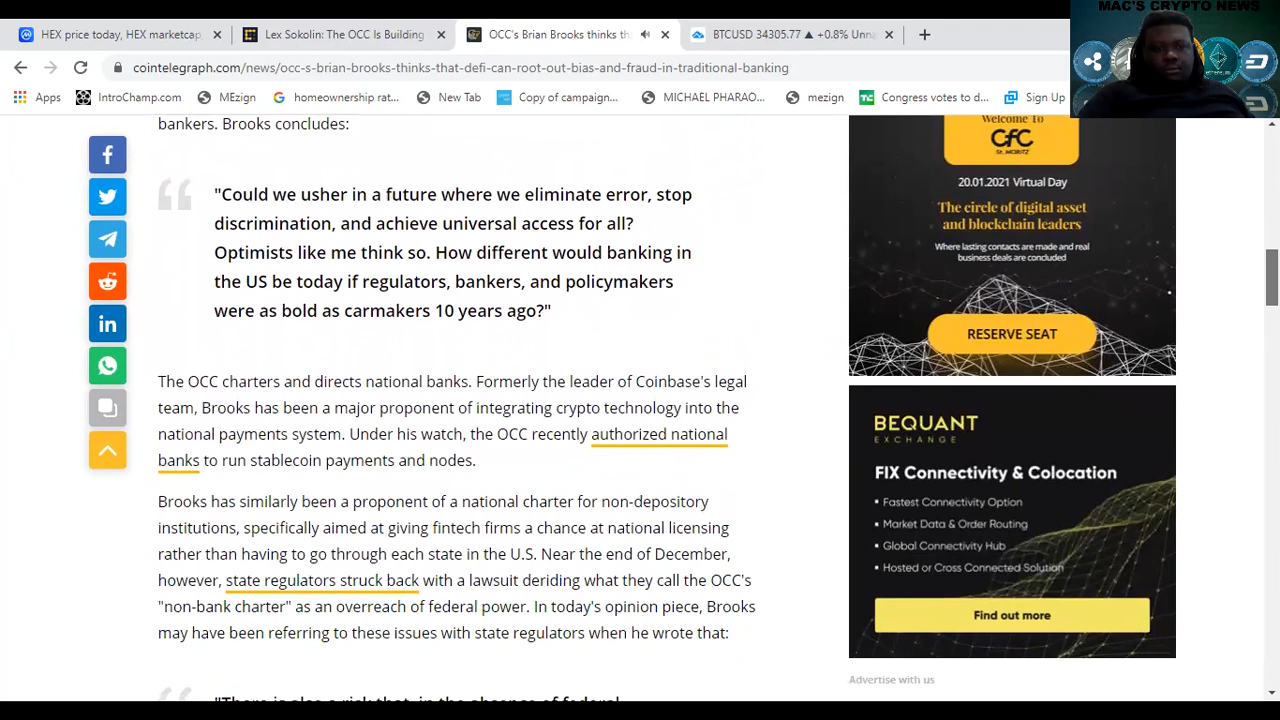 MAC'S CRYPTO NEWS
HEX price today, HEX marketcap,
Lex Sokolin: The OCC Is Building
OCC's Brian Brooks thinks th
BTCUSD 34305.77 ▲ +0.8% Unna
cointelegraph.com/news/occ-s-brian-brooks-thinks-that-defi-can-root-out-bias-and-fraud-in-traditional-banking
Apps
IntroChamp.com
MEzign
homeownership rat...
New Tab
Copy of campaign...
MICHAEL PHARAO...
mezign
Congress votes to d...
Sign Up
bankers. Brooks concludes:
"Could we usher in a future where we eliminate error, stop
discrimination, and achieve universal access for all?
Optimists like me think so. How different would banking in
the US be today if regulators, bankers, and policymakers
were as bold as carmakers 10 years ago?"
The OCC charters and directs national banks. Formerly the leader of Coinbase's legal
team, Brooks has been a major proponent of integrating crypto technology into the
national payments system. Under his watch, the OCC recently authorized national
banks to run stablecoin payments and nodes.
Brooks has similarly been a proponent of a national charter for non-depository
institutions, specifically aimed at giving fintech firms a chance at national licensing
rather than having to go through each state in the U.S. Near the end of December,
however, state regulators struck back with a lawsuit deriding what they call the OCC's
"non-bank charter" as an overreach of federal power. In today's opinion piece, Brooks
may have been referring to these issues with state regulators when he wrote that:
"There is also a risk that, in the absence of federal
Welcome To
CfC
St. MORITZ
20.01.2021 Virtual Day
The circle of digital asset
and blockchain leaders
Where lasting contacts are made and real
business deals are concluded
RESERVE SEAT
BEQUANT
EXCHANGE
FIX Connectivity & Colocation
▪ Fastest Connectivity Option
▪ Market Data & Order Routing
▪ Global Connectivity Hub
▪ Hosted or Cross Connected Solution
Find out more
Advertise with us